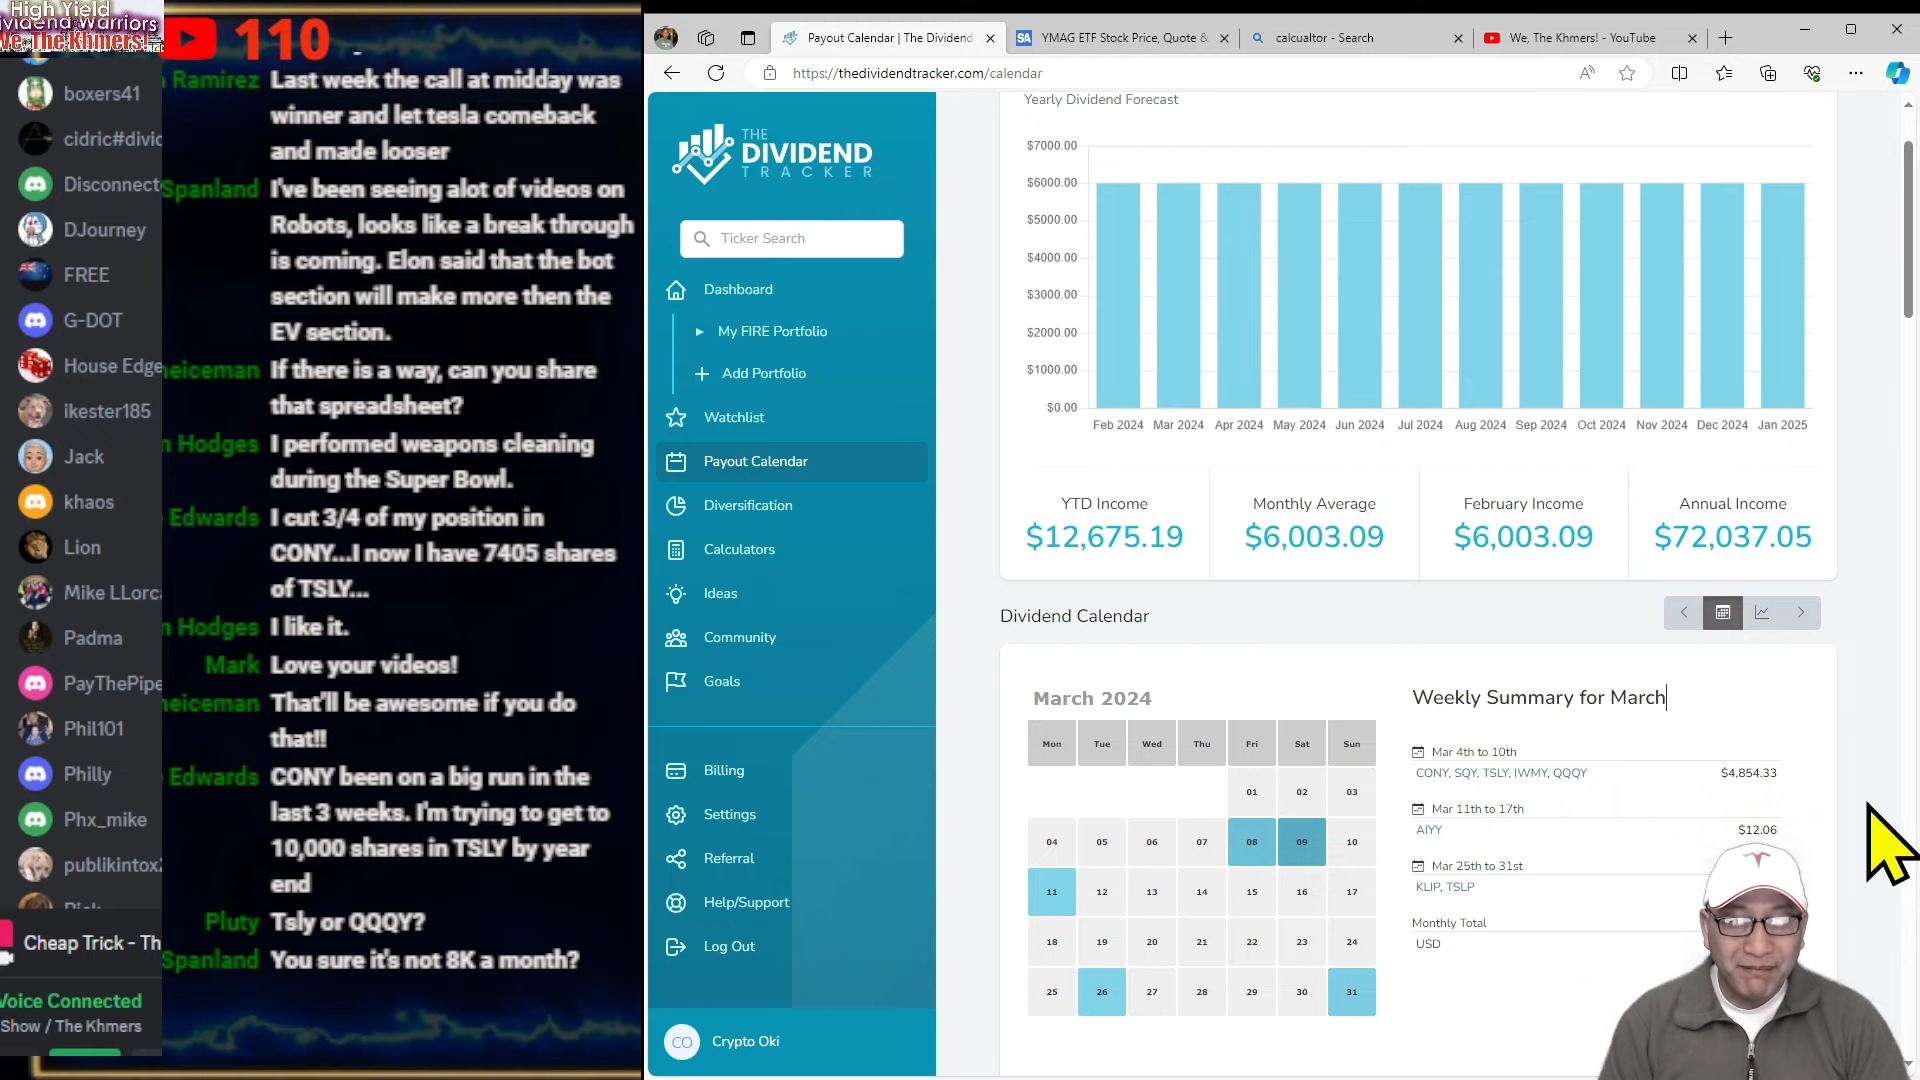 High Yield
Dividend Warriors
We, The Khmers!
110
boxers41
cidric#divid
Disconnect
DJourney
FREE
G-DOT
House Edge
ikester185
Jack
khaos
Lion
Mike LLorca
Padma
PayThePipe
Phil101
Philly
Phx_mike
publikintox2
Cheap Trick - Th
Voice Connected
Show / The Khmers
Ramirez Last week the call at midday was
winner and let tesla comeback
and made looser
Spanland I've been seeing alot of videos on
Robots, looks like a break through
is coming. Elon said that the bot
section will make more then the
EV section.
eiceman If there is a way, can you share
that spreadsheet?
n Hodges I performed weapons cleaning
during the Super Bowl.
Edwards I cut 3/4 of my position in
CONY...I now I have 7405 shares
of TSLY...
n Hodges I like it.
Mark Love your videos!
eiceman That'll be awesome if you do
that!!
Edwards CONY been on a big run in the
last 3 weeks. I'm trying to get to
10,000 shares in TSLY by year
end
Pluty Tsly or QQQY?
Spanland You sure it's not 8K a month?
Payout Calendar | The Dividend
SA YMAG ETF Stock Price, Quote &
calcualtor - Search
We, The Khmers! - YouTube
https://thedividendtracker.com/calendar
THE
DIVIDEND
TRACKER
Ticker Search
Dashboard
My FIRE Portfolio
Add Portfolio
Watchlist
Payout Calendar
Diversification
Calculators
Ideas
Community
Goals
Billing
Settings
Referral
Help/Support
Log Out
CO Crypto Oki
Yearly Dividend Forecast
$7000.00
$6000.00
$5000.00
$4000.00
$3000.00
$2000.00
$1000.00
$0.00
Feb 2024 Mar 2024 Apr 2024 May 2024 Jun 2024 Jul 2024 Aug 2024 Sep 2024 Oct 2024 Nov 2024 Dec 2024 Jan 2025
YTD Income Monthly Average February Income Annual Income
$12,675.19 $6,003.09 $6,003.09 $72,037.05
Dividend Calendar
March 2024
Mon Tue Wed Thu Fri Sat Sun
01 02 03
04 05 06 07 08 09 10
11 12 13 14 15 16 17
18 19 20 21 22 23 24
25 26 27 28 29 30 31
Weekly Summary for March
Mar 4th to 10th
CONY, SQY, TSLY, IWMY, QQQY $4,854.33
Mar 11th to 17th
AIYY $12.06
Mar 25th to 31st
KLIP, TSLP
Monthly Total
USD